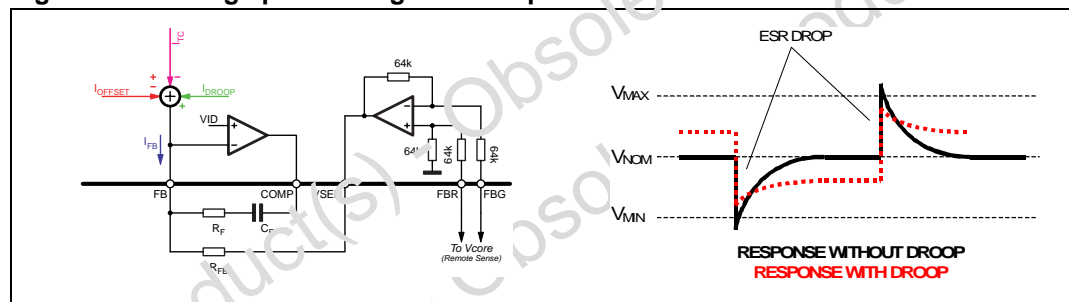 ITC
64k
IOFFSET
IDROOP
VID
IFB
64k
64k
64k
FB
COMP
FBR
FBG
RF
RFB
To Vcore
(Remote Sense)
ESR DROP
VMAX
VNOM
VMIN
RESPONSE WITHOUT DROOP
RESPONSE WITH DROOP